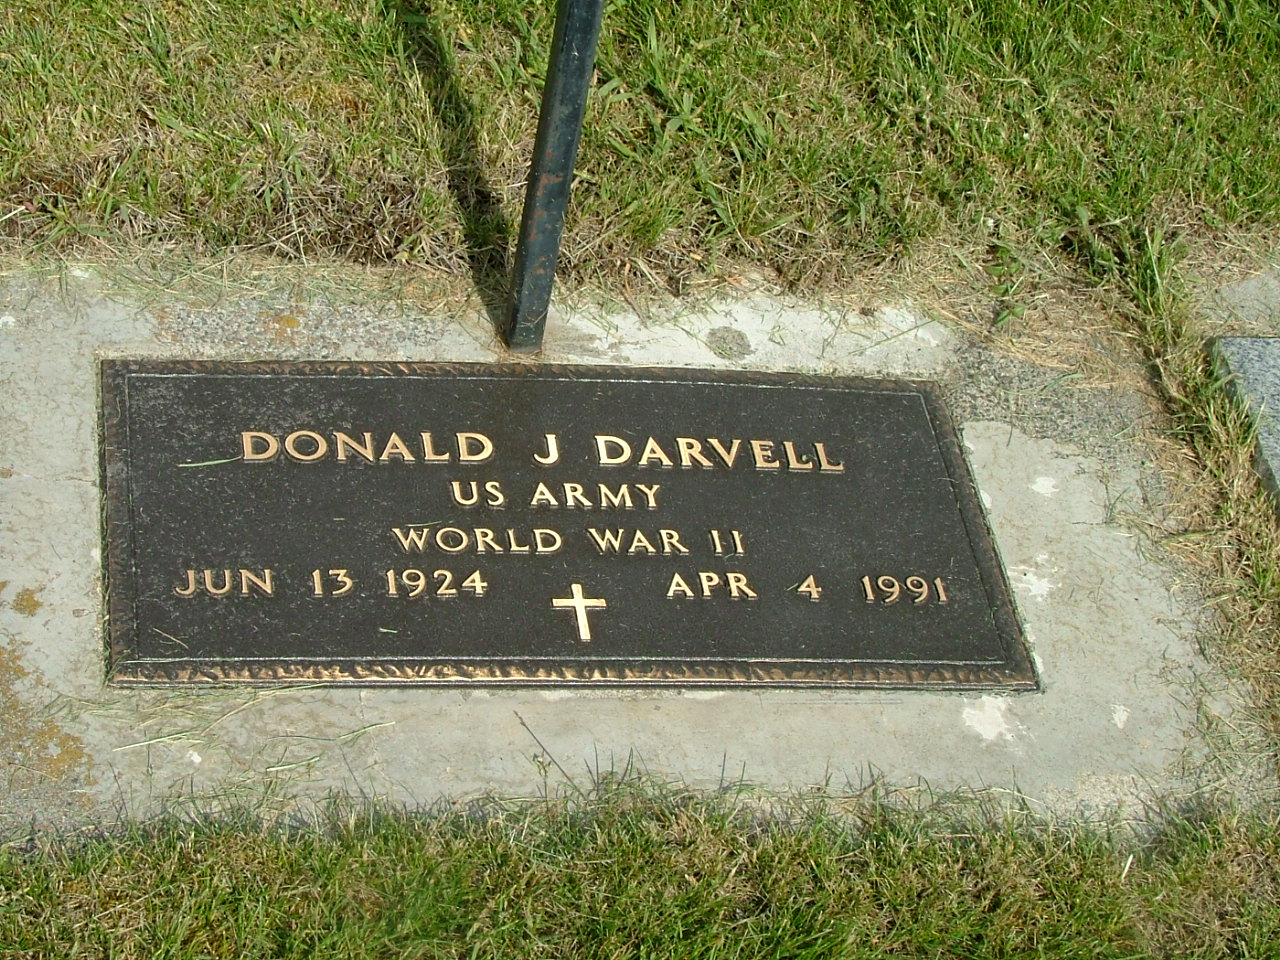 DONALD J DARVELL
US ARMY
WORLD WAR II
JUN 13 1924 APR 4 1991